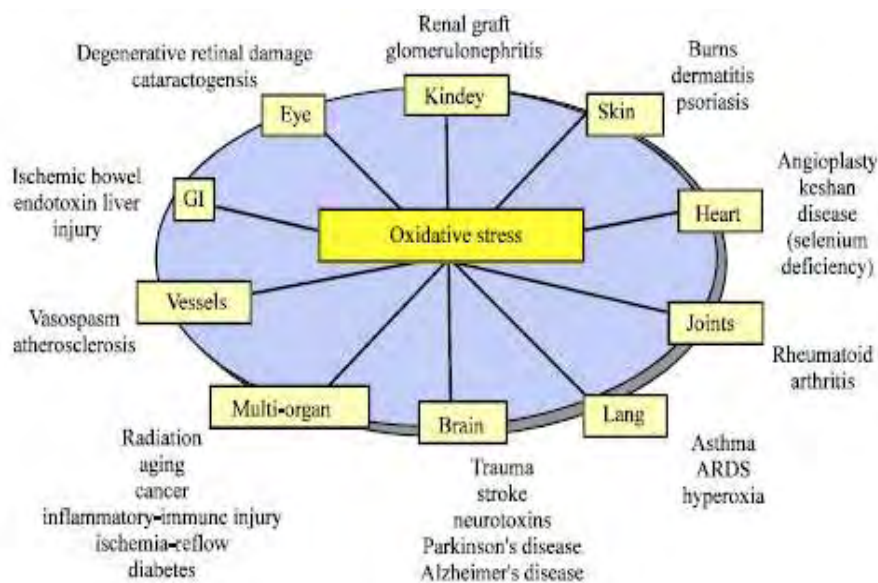 Renal graft
glomerulonephritis
Degenerative retinal damage
cataractogensis
Burns
dermatitis
psoriasis
Kindey
Eye
Skin
Ischemic bowel
endotoxin liver
injury
GI
Angioplasty
keshan
disease
(selenium
deficiency)
Heart
Oxidative stress
Vessels
Vasospasm
atherosclerosis
Joints
Rheumatoid
arthritis
Multi-organ
Brain
Lang
Radiation
aging
cancer
inflammatory-immune injury
ischemia-reflow
diabetes
Trauma
stroke
neurotoxins
Parkinson's disease
Alzheimer's disease
Asthma
ARDS
hyperoxia